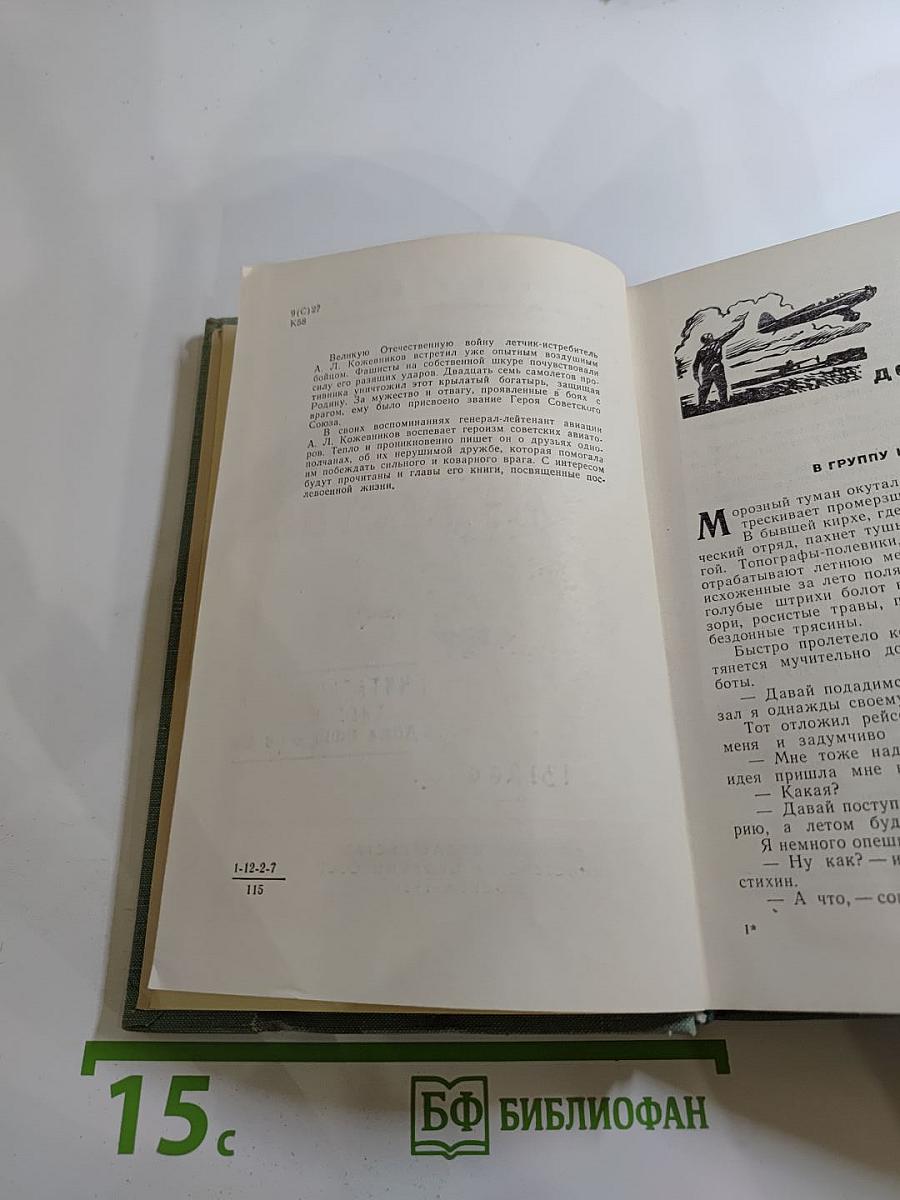 9(С)27
К58
Великую Отечественную войну летчик-истребитель
А. Л. Кожевников встретил уже опытным воздушным
бойцом. Фашисты на собственной шкуре почувствовали
силу его разящих ударов. Двадцать семь самолетов про-
тивника уничтожил этот крылатый богатырь, защищая
Родину. За мужество и отвагу, проявленные в боях с
врагом, ему было присвоено звание Героя Советского
Союза.
В своих воспоминаниях генерал-лейтенант авиации
А. Л. Кожевников воспевает героизм советских авиато-
ров. Тепло и проникновенно пишет он о друзьях одно-
полчанах, об их нерушимой дружбе, которая помогала
им побеждать сильного и коварного врага. С интересом
будут прочитаны и главы его книги, посвященные пос-
левоенной жизни.
1-12-2-7
115
В ГРУППУ
Морозный туман окутал
трескивает промерзш
В бывшей кирхе, где
ческий отряд, пахнет тушь
гой. Топографы-полевики,
отрабатывают летнюю ме
исхоженные за лето поля
голубые штрихи болот
зори, росистые травы, п
бездонные трясины.
Быстро пролетело к
тянется мучительно до
боты.
— Давай подадимс
зал я однажды своему
Тот отложил рейс
меня и задумчиво
— Мне тоже над
идея пришла мне
— Какая?
— Давай поступ
рию, а летом буд
Я немного опеш
— Ну как? — и
стихин.
— А что, — со
1*
15 с
БФ БИБЛИОФАН